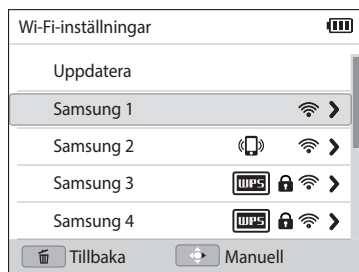 Wi-Fi-inställningar
Uppdatera
Samsung 1
Samsung 2
Samsung 3 WPS
Samsung 4 WPS
Tillbaka Manuell